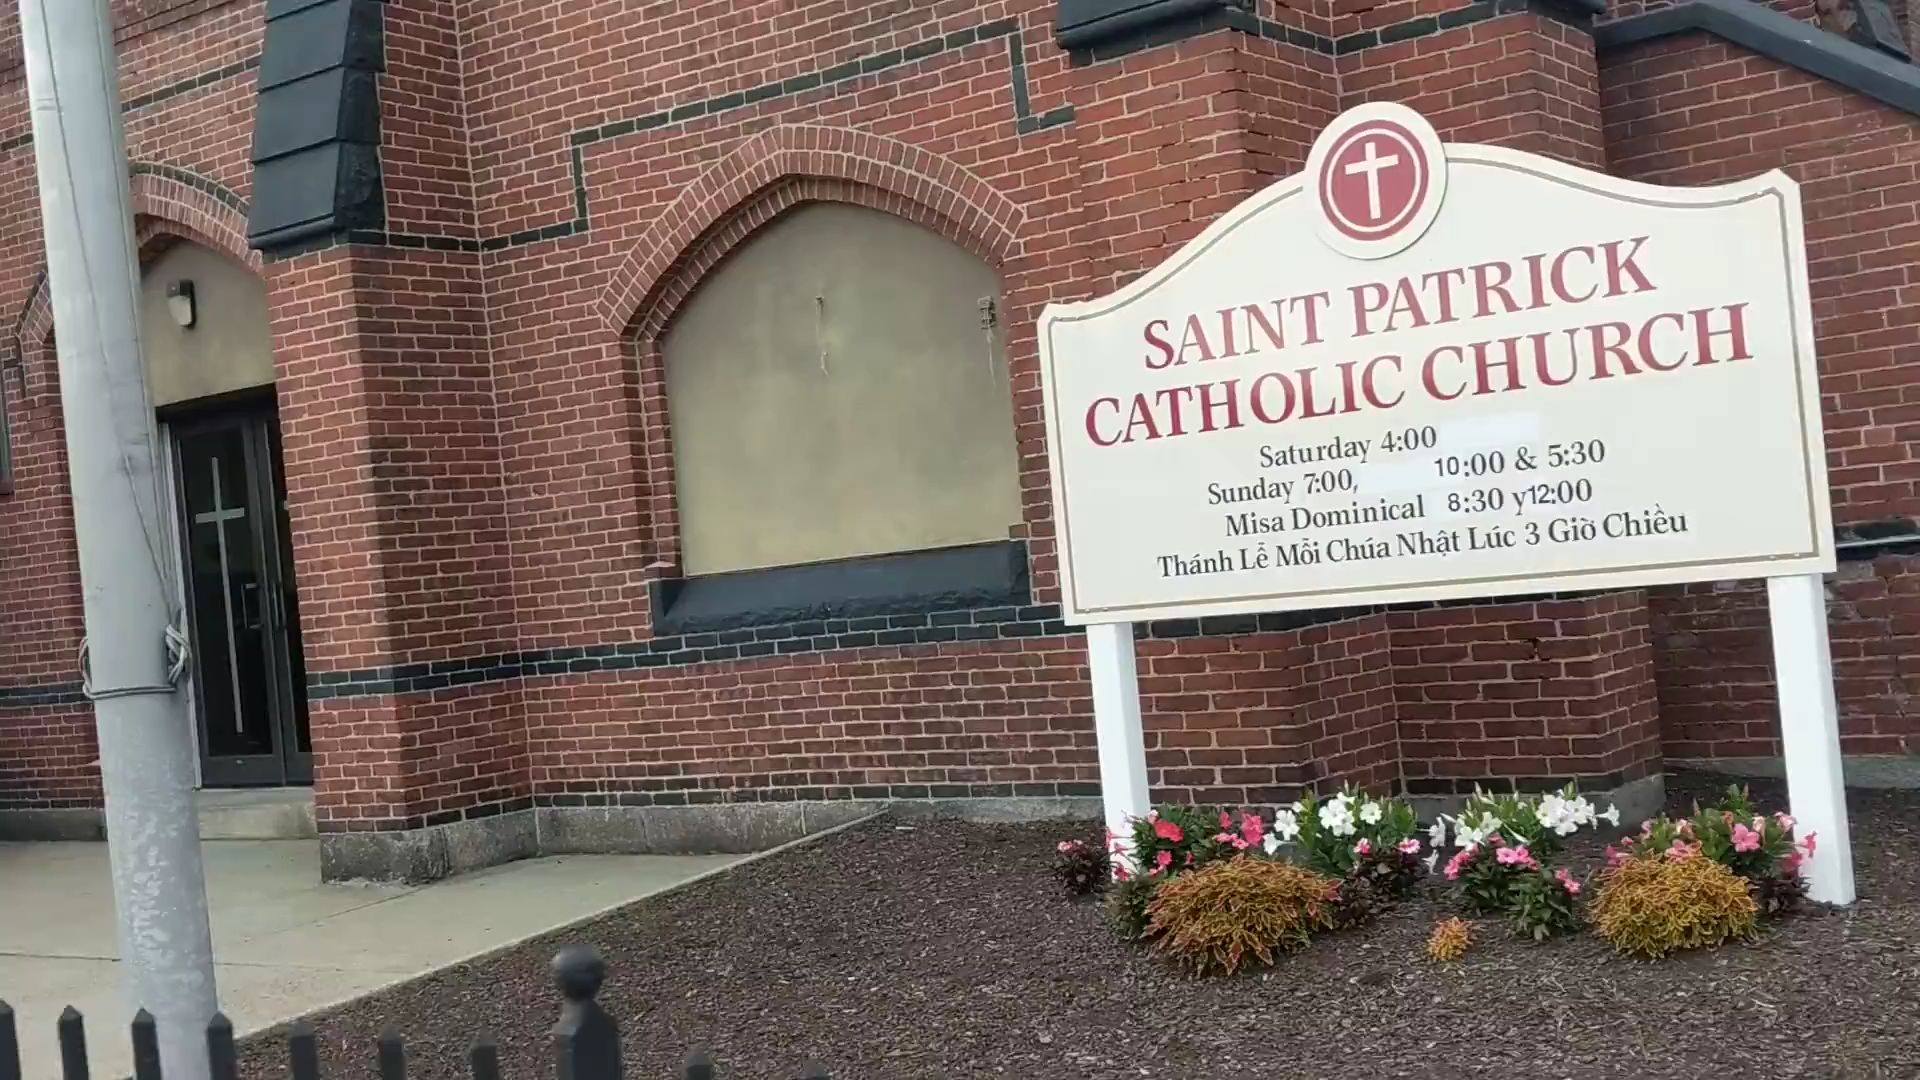 SAINT PATRICK
CATHOLIC CHURCH
Saturday 4:00
Sunday 7:00, 10:00 & 5:30
Misa Dominical 8:30 y12:00
Thánh Lễ Mỗi Chúa Nhật Lúc 3 Giờ Chiều